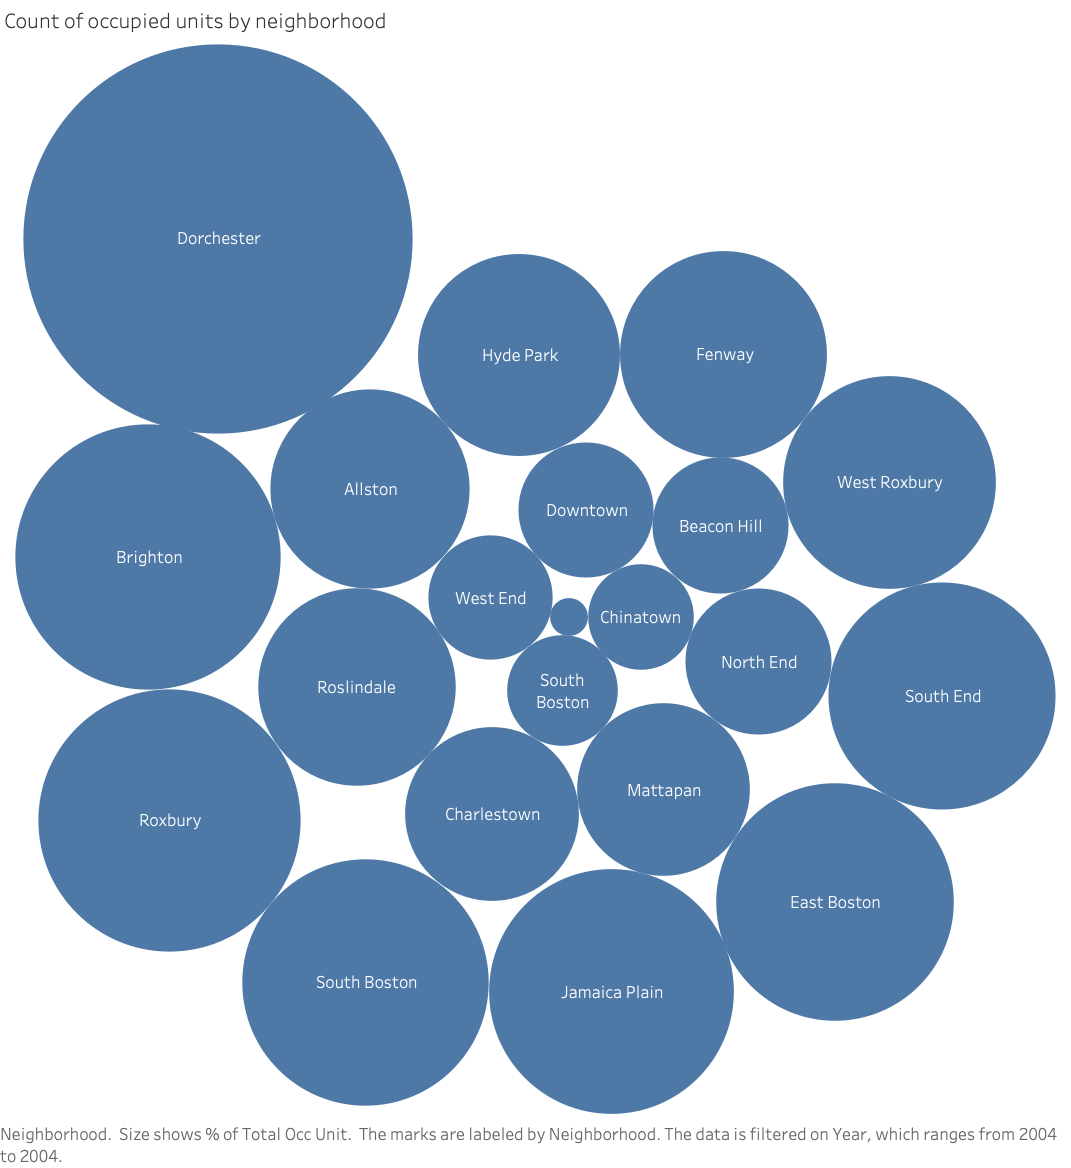 Count of occupied units by neighborhood
Dorchester
Hyde Park
Fenway
West Roxbury
Allston
Downtown
Beacon Hill
Brighton
West End
Chinatown
North End
South
Boston
Roslindale
South End
Mattapan
Charlestown
Roxbury
East Boston
South Boston
Jamaica Plain
Neighborhood.  Size shows % of Total Occ Unit.  The marks are labeled by Neighborhood. The data is filtered on Year, which ranges from 2004
to 2004.